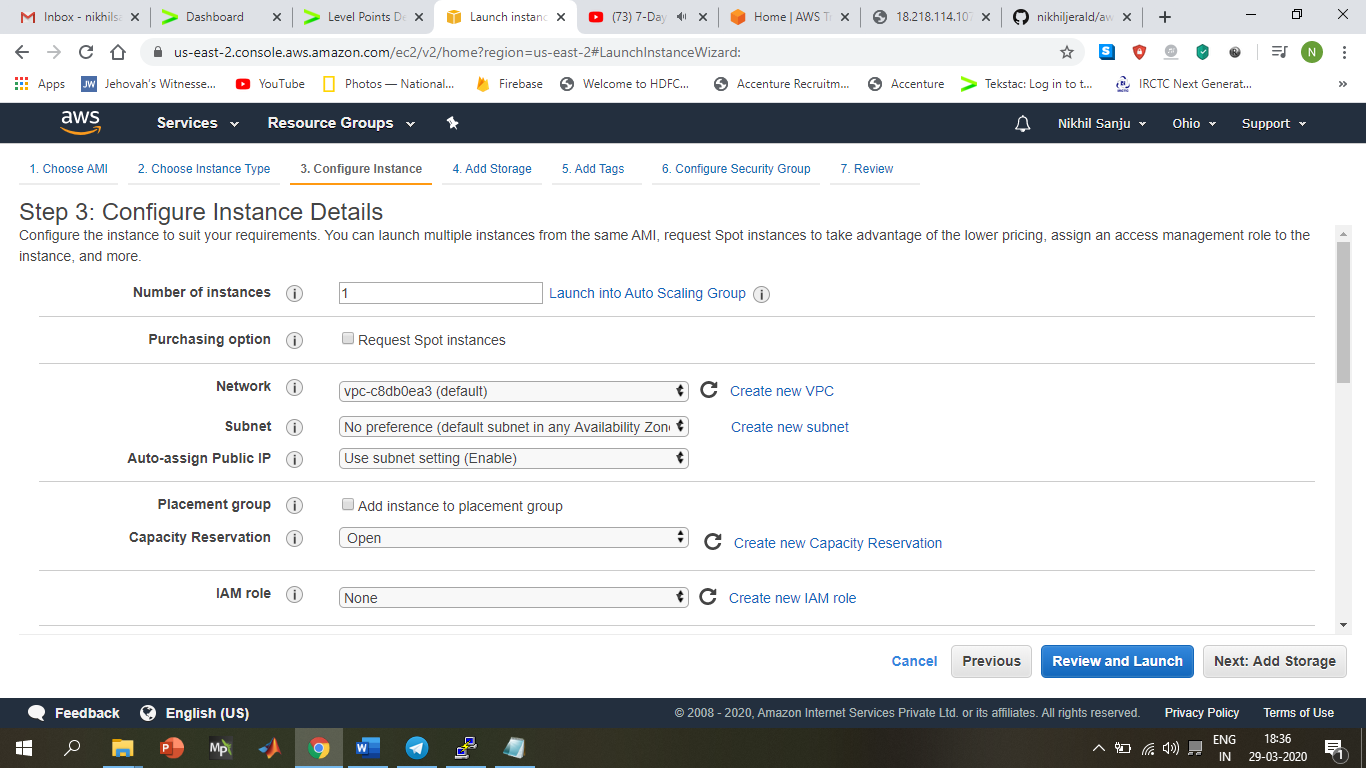 Inbox - nikhilsa
Dashboard
Level Points De
Launch instanc
(73) 7-Day
Home | AWS Tr
18.218.114.107
nikhiljerald/aw
us-east-2.console.aws.amazon.com/ec2/v2/home?region=us-east-2#LaunchInstanceWizard:
N
Apps
JW Jehovah's Witnesse...
YouTube
Photos — National...
Firebase
Welcome to HDFC...
Accenture Recruitm...
Accenture
Tekstac: Log in to t...
IRCTC Next Generat...
»
aws
Services
Resource Groups
Nikhil Sanju
Ohio
Support
1. Choose AMI
2. Choose Instance Type
3. Configure Instance
4. Add Storage
5. Add Tags
6. Configure Security Group
7. Review
Step 3: Configure Instance Details
Configure the instance to suit your requirements. You can launch multiple instances from the same AMI, request Spot instances to take advantage of the lower pricing, assign an access management role to the
instance, and more.
Number of instances i 1 Launch into Auto Scaling Group i
Purchasing option i Request Spot instances
Network i vpc-c8db0ea3 (default) Create new VPC
Subnet i No preference (default subnet in any Availability Zon Create new subnet
Auto-assign Public IP i Use subnet setting (Enable)
Placement group i Add instance to placement group
Capacity Reservation i Open Create new Capacity Reservation
IAM role i None Create new IAM role
Cancel Previous Review and Launch Next: Add Storage
Feedback English (US) © 2008 - 2020, Amazon Internet Services Private Ltd. or its affiliates. All rights reserved. Privacy Policy Terms of Use
ENG 18:36
IN 29-03-2020 1